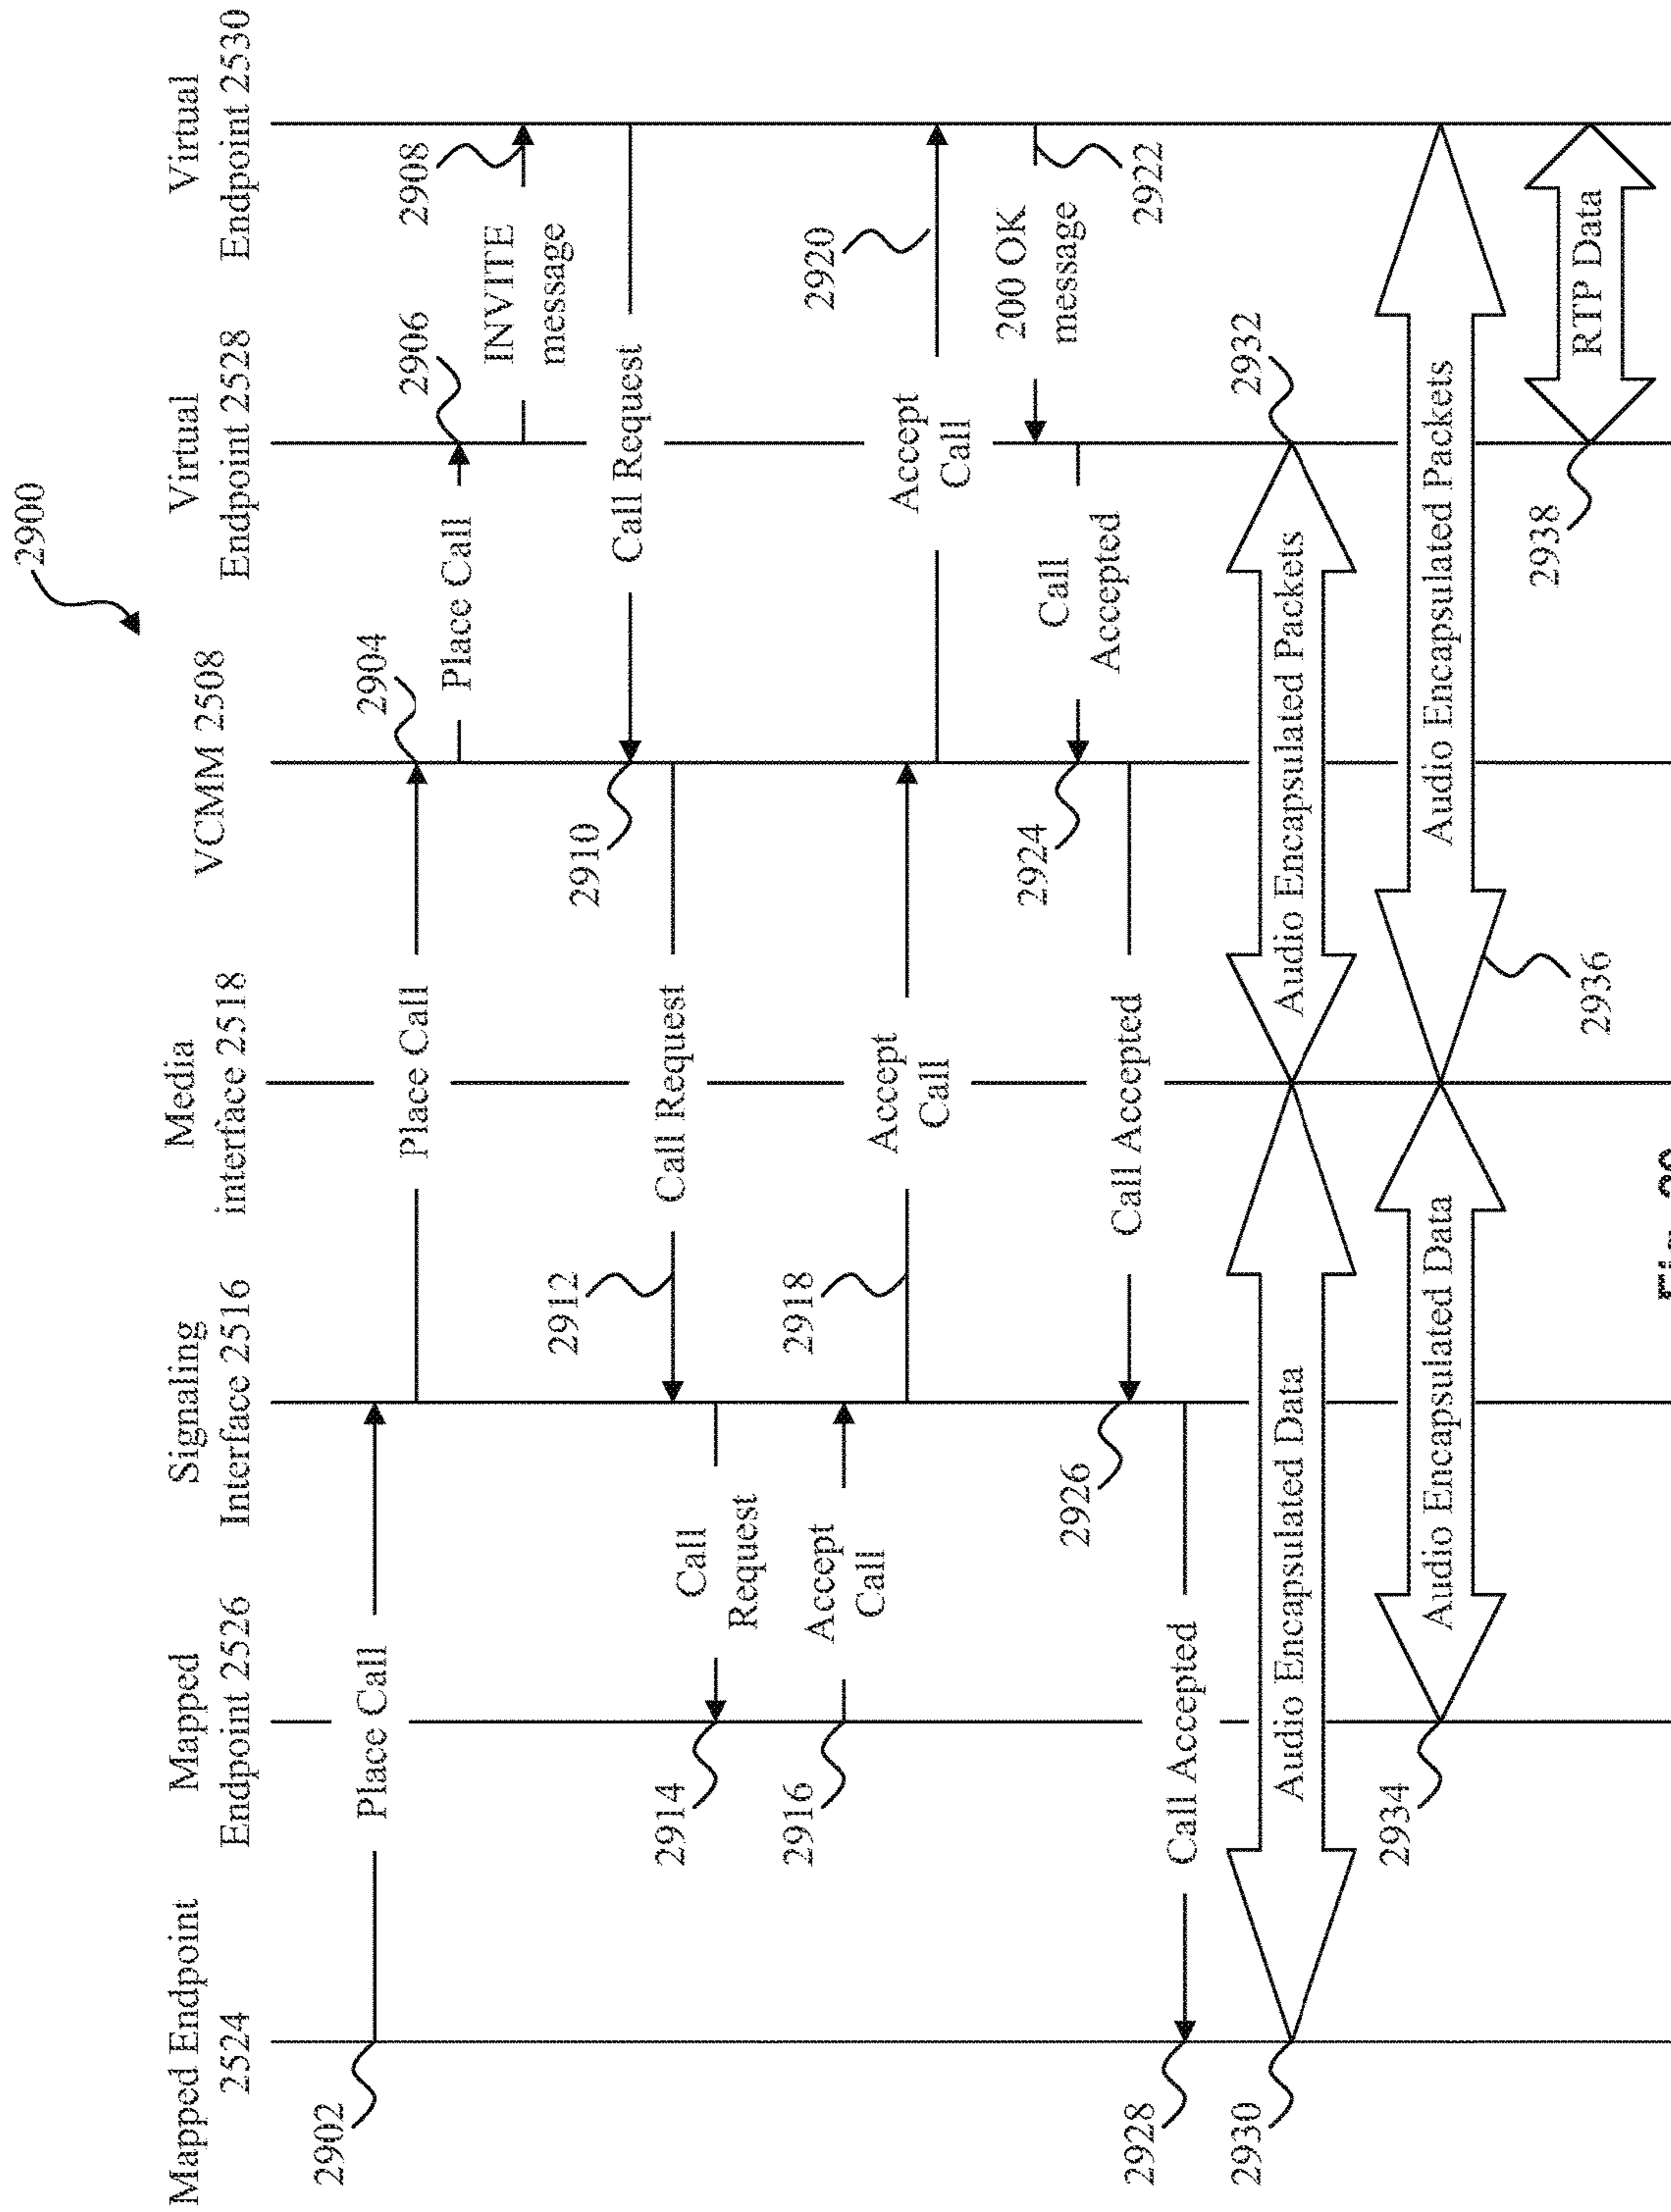 2900
Mapped Endpoint
2524
Mapped
Endpoint 2526
Signaling
Interface 2516
Media
interface 2518
VCMM 2508
Virtual
Endpoint 2528
Virtual
Endpoint 2530
2902
Place Call
Place Call
2904
Place Call
2906
INVITE
message
2908
Call Request
2910
Call Request
2912
Call
Request
2914
Accept
Call
2916
Accept
Call
2918
Accept
Call
2920
200 OK
message
2922
Call
Accepted
2924
Call Accepted
2926
Call Accepted
2928
2930
Audio Encapsulated Data
Audio Encapsulated Packets
2932
2934
Audio Encapsulated Data
Audio Encapsulated Packets
2936
2938
RTP Data